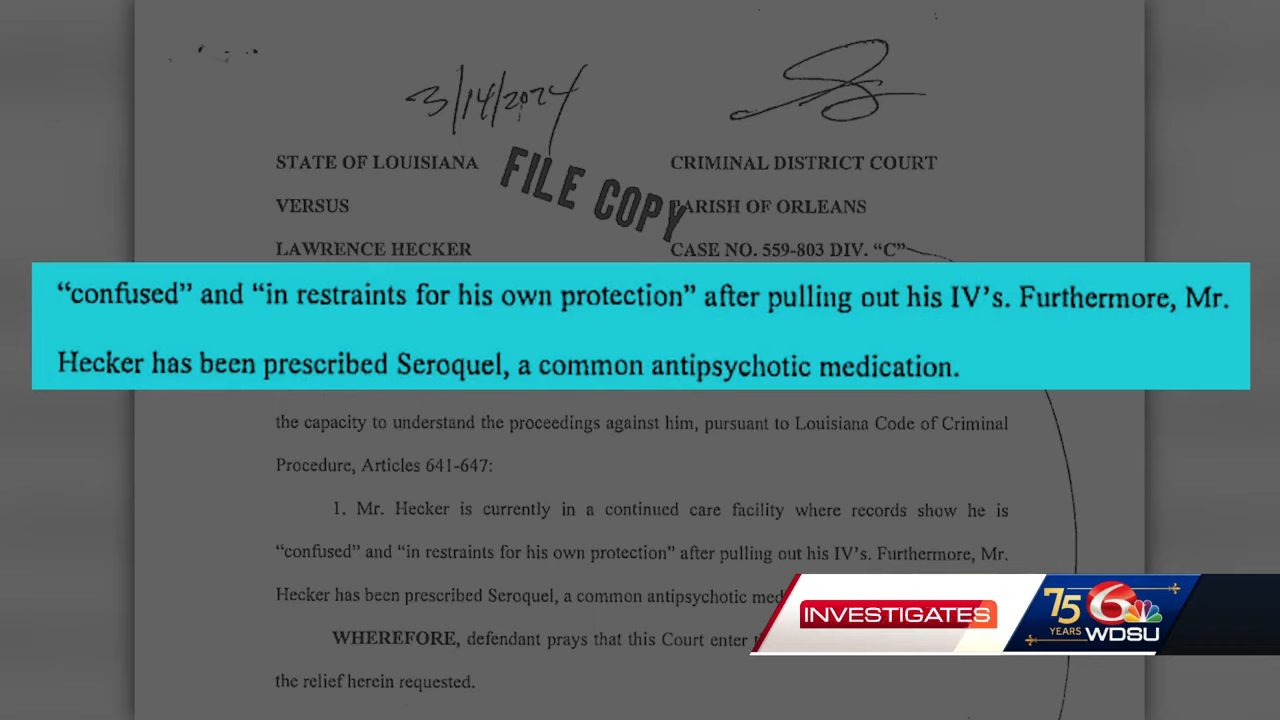 3/14/2024
STATE OF LOUISIANA
CRIMINAL DISTRICT COURT
FILE COPY
VERSUS
PARISH OF ORLEANS
LAWRENCE HECKER
CASE NO. 559-803 DIV. “C”
“confused” and “in restraints for his own protection” after pulling out his IV’s. Furthermore, Mr.
Hecker has been prescribed Seroquel, a common antipsychotic medication.
the capacity to understand the proceedings against him, pursuant to Louisiana Code of Criminal
Procedure, Articles 641-647:
1. Mr. Hecker is currently in a continued care facility where records show he is
“confused” and “in restraints for his own protection” after pulling out his IV’s. Furthermore, Mr.
Hecker has been prescribed Seroquel, a common antipsychotic
WHEREFORE, defendant prays that this Court enter
the relief herein requested.
INVESTIGATES
75 YEARS
6
WDSU